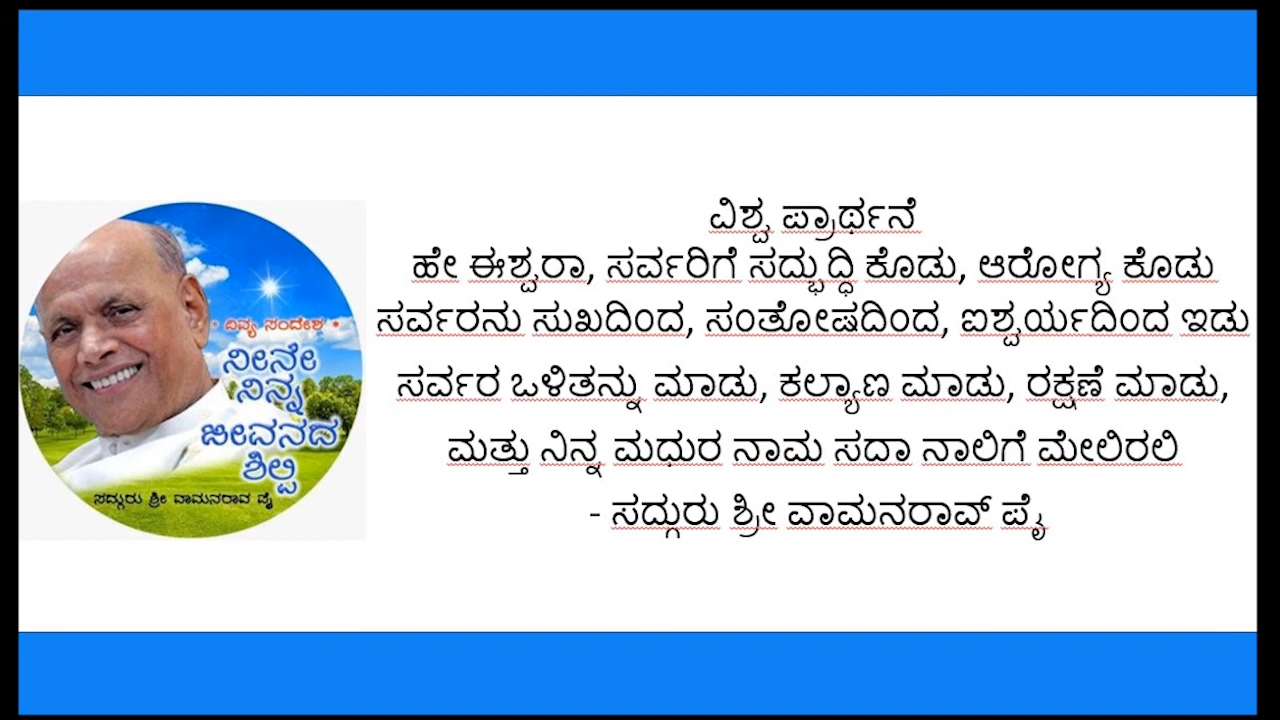 • ದಿವ್ಯ ಸಂದೇಶ •
ನೀನೇ
ನಿನ್ನ
ಜೀವನದ
ಶಿಲ್ಪಿ
ಸದ್ಗುರು ಶ್ರೀ ವಾಮನರಾವ ಪೈ
ವಿಶ್ವ ಪ್ರಾರ್ಥನೆ
ಹೇ ಈಶ್ವರಾ, ಸರ್ವರಿಗೆ ಸದ್ಭುದ್ಧಿ ಕೊಡು, ಆರೋಗ್ಯ ಕೊಡು
ಸರ್ವರನು ಸುಖದಿಂದ, ಸಂತೋಷದಿಂದ, ಐಶ್ವರ್ಯದಿಂದ ಇಡು
ಸರ್ವರ ಒಳಿತನ್ನು ಮಾಡು, ಕಲ್ಯಾಣ ಮಾಡು, ರಕ್ಷಣೆ ಮಾಡು,
ಮತ್ತು ನಿನ್ನ ಮಧುರ ನಾಮ ಸದಾ ನಾಲಿಗೆ ಮೇಲಿರಲಿ
- ಸದ್ಗುರು ಶ್ರೀ ವಾಮನರಾವ್ ಪೈ